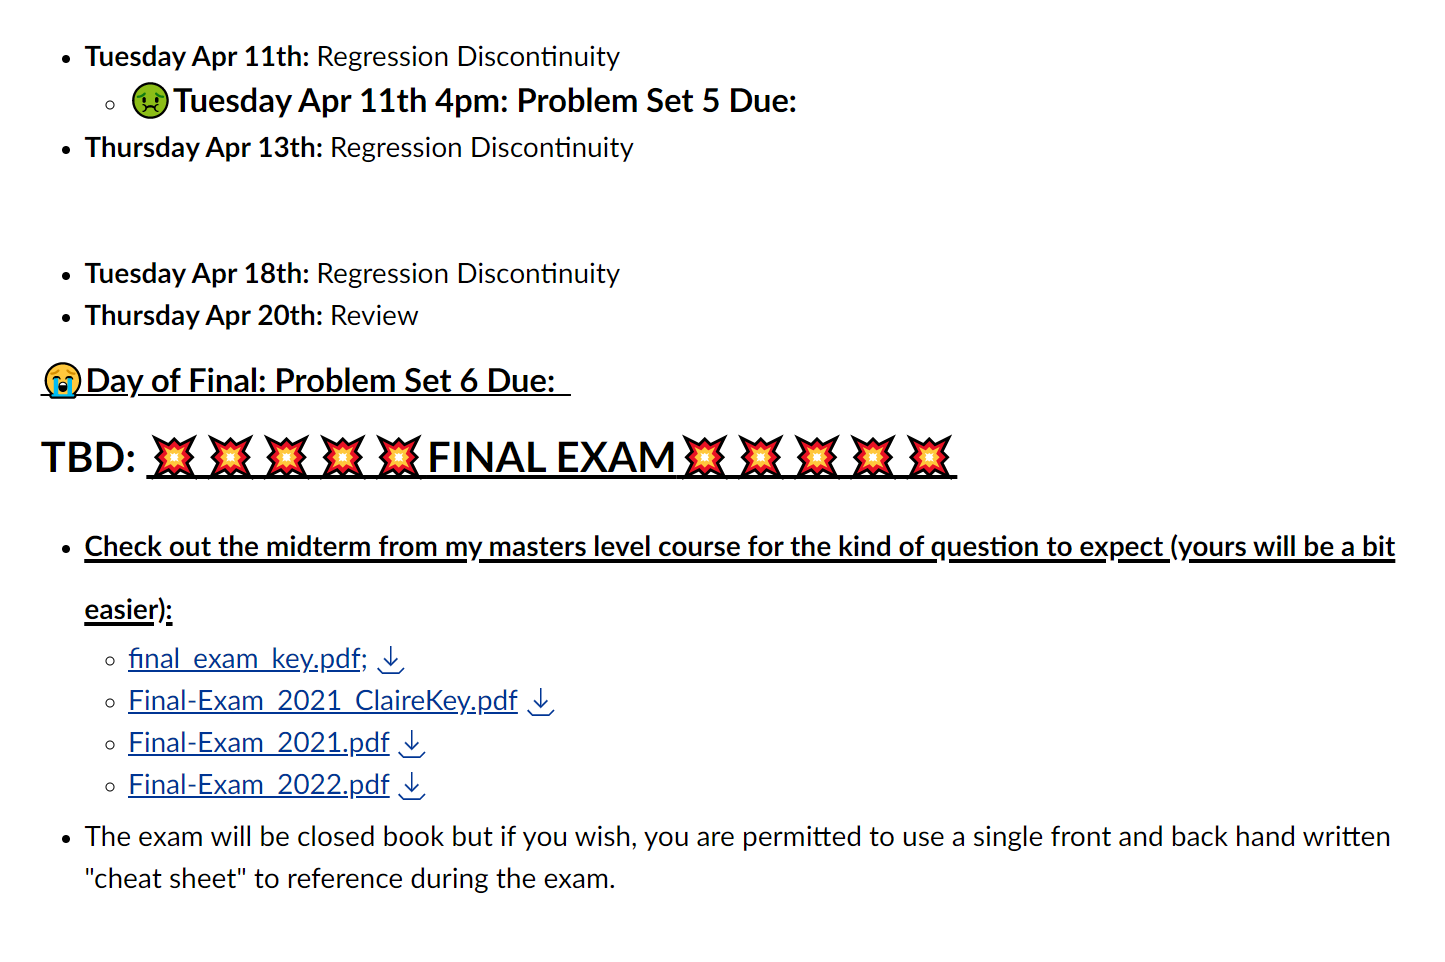 Tuesday Apr 11th: Regression Discontinuity
🤢Tuesday Apr 11th 4pm: Problem Set 5 Due:
Thursday Apr 13th: Regression Discontinuity
Tuesday Apr 18th: Regression Discontinuity
Thursday Apr 20th: Review
😭Day of Final: Problem Set 6 Due:
TBD: 💥💥💥💥💥FINAL EXAM💥💥💥💥💥
Check out the midterm from my masters level course for the kind of question to expect (yours will be a bit
easier):
final_exam_key.pdf;
Final-Exam_2021_ClaireKey.pdf
Final-Exam_2021.pdf
Final-Exam_2022.pdf
The exam will be closed book but if you wish, you are permitted to use a single front and back hand written
"cheat sheet" to reference during the exam.